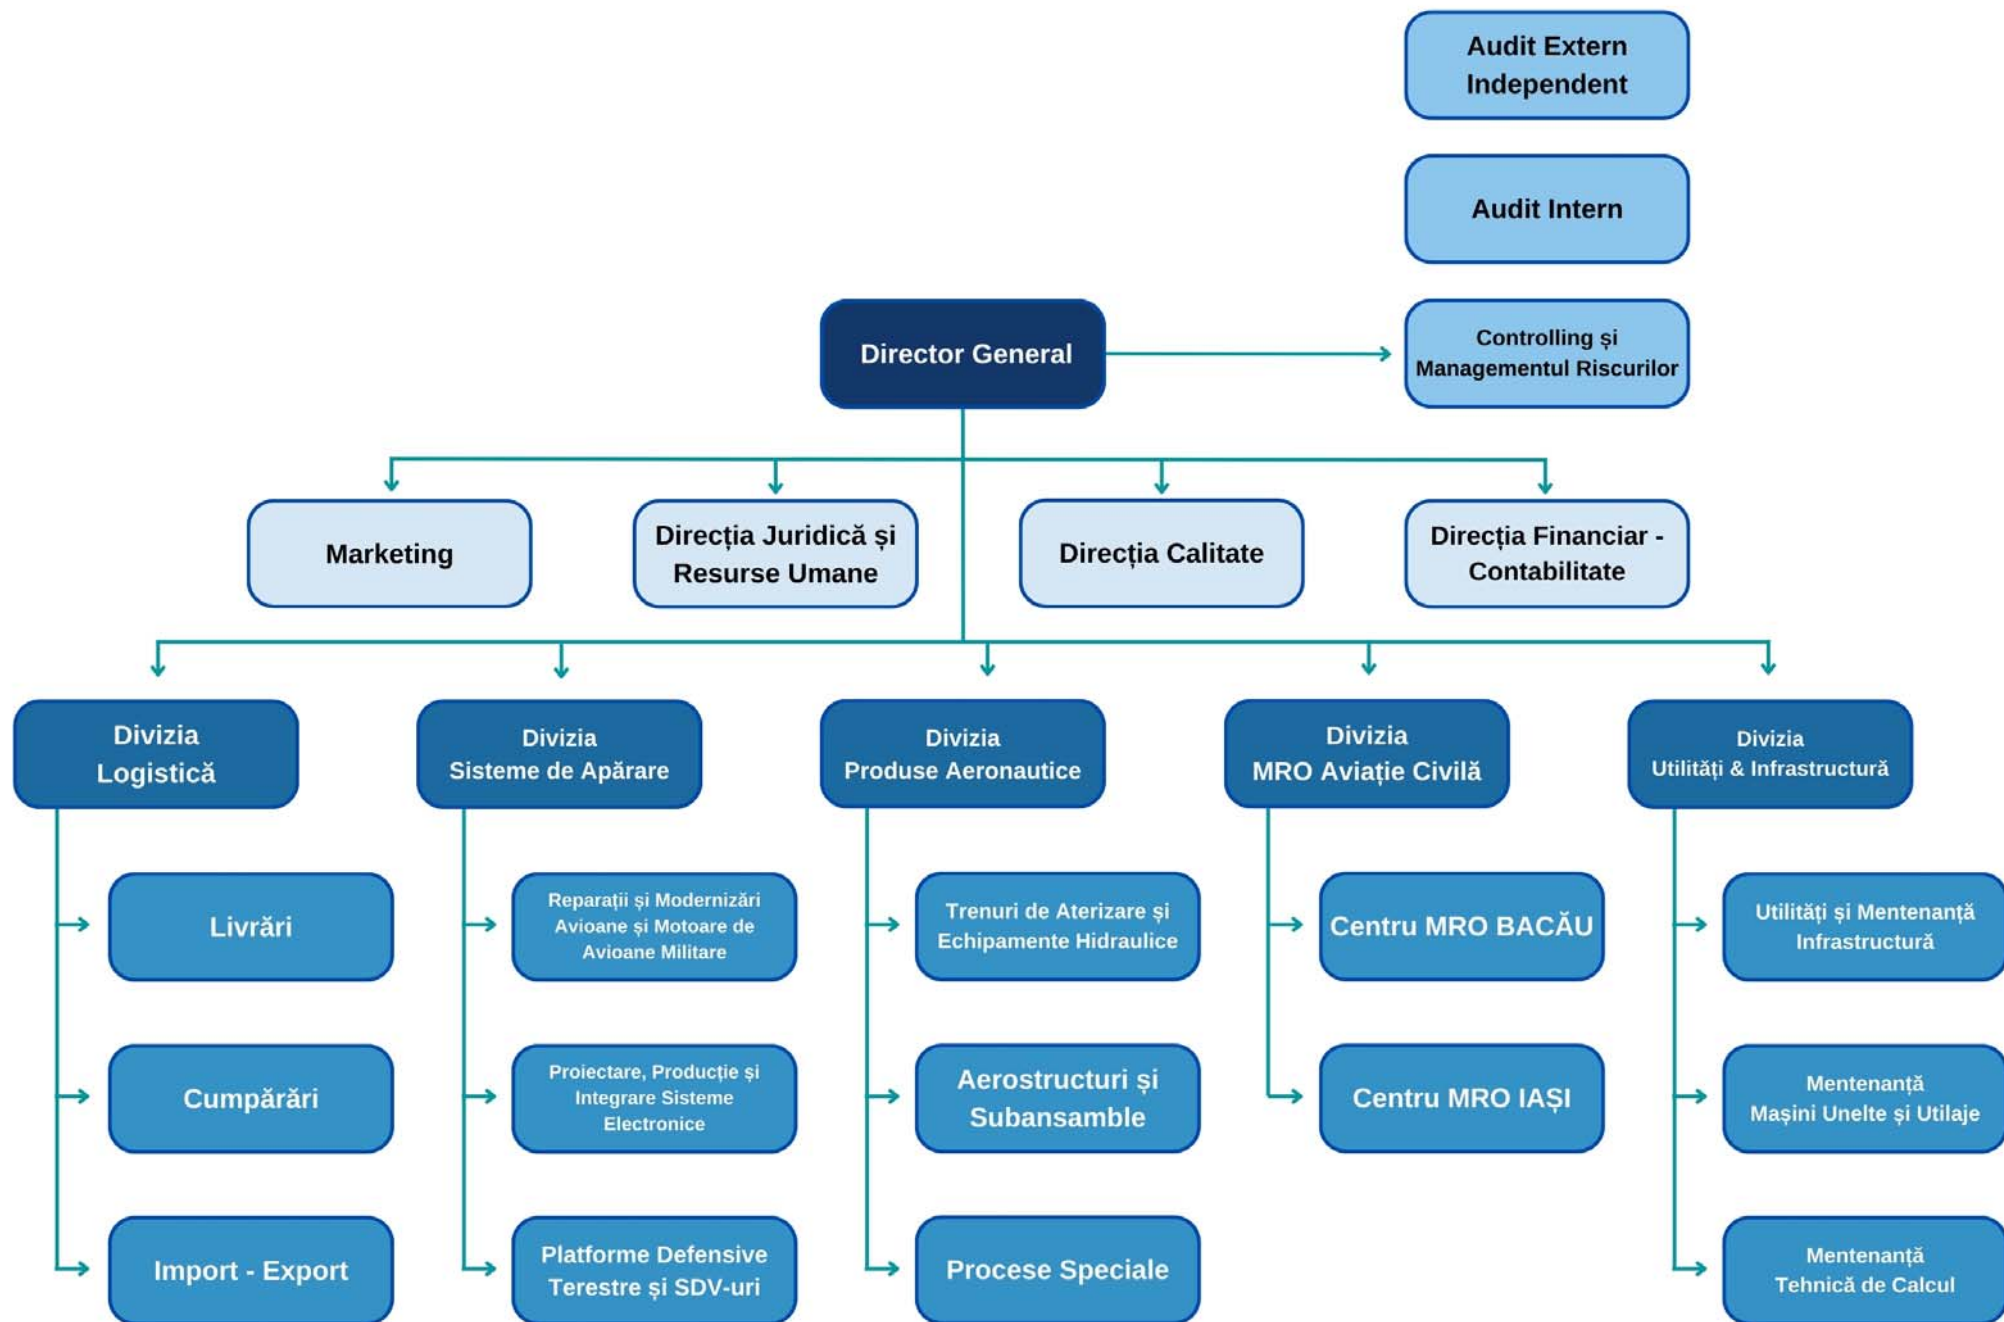 Audit Extern
Independent
Audit Intern
Director General
Controlling și
Managementul Riscurilor
Marketing
Direcția Juridică și
Resurse Umane
Direcția Calitate
Direcția Financiar -
Contabilitate
Divizia
Logistică
Divizia
Sisteme de Apărare
Divizia
Produse Aeronautice
Divizia
MRO Aviație Civilă
Divizia
Utilități & Infrastructură
Livrări
Reparații și Modernizări
Avioane și Motoare de
Avioane Militare
Trenuri de Aterizare și
Echipamente Hidraulice
Centru MRO BACĂU
Utilități și Mentenanță
Infrastructură
Cumpărări
Proiectare, Producție și
Integrare Sisteme
Electronice
Aerostructuri și
Subansamble
Centru MRO IAȘI
Mentenanță
Mașini Unelte și Utilaje
Import - Export
Platforme Defensive
Terestre și SDV-uri
Procese Speciale
Mentenanță
Tehnică de Calcul